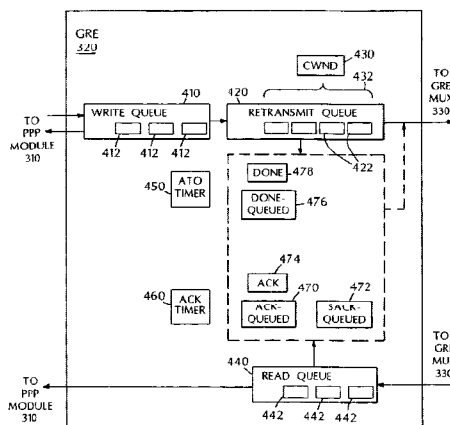 GRE
320
CWND
430
432
410
420
WRITE QUEUE
RETRANSMIT QUEUE
TO
PPP
MODULE
310
412
412
412
422
TO
GRE
MUX
330
ATO
TIMER
450
DONE
478
DONE-
QUEUED
476
474
ACK
470
ACK-
QUEUED
472
SACK-
QUEUED
460
ACK
TIMER
440
READ QUEUE
442
442
442
TO
PPP
MODULE
310
TO
GRE
MUX
330